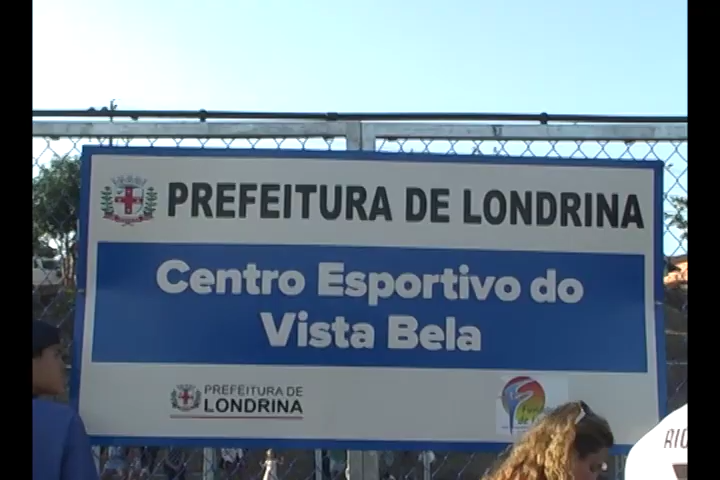 PREFEITURA DE LONDRINA
Centro Esportivo do
Vista Bela
PREFEITURA DE
LONDRINA